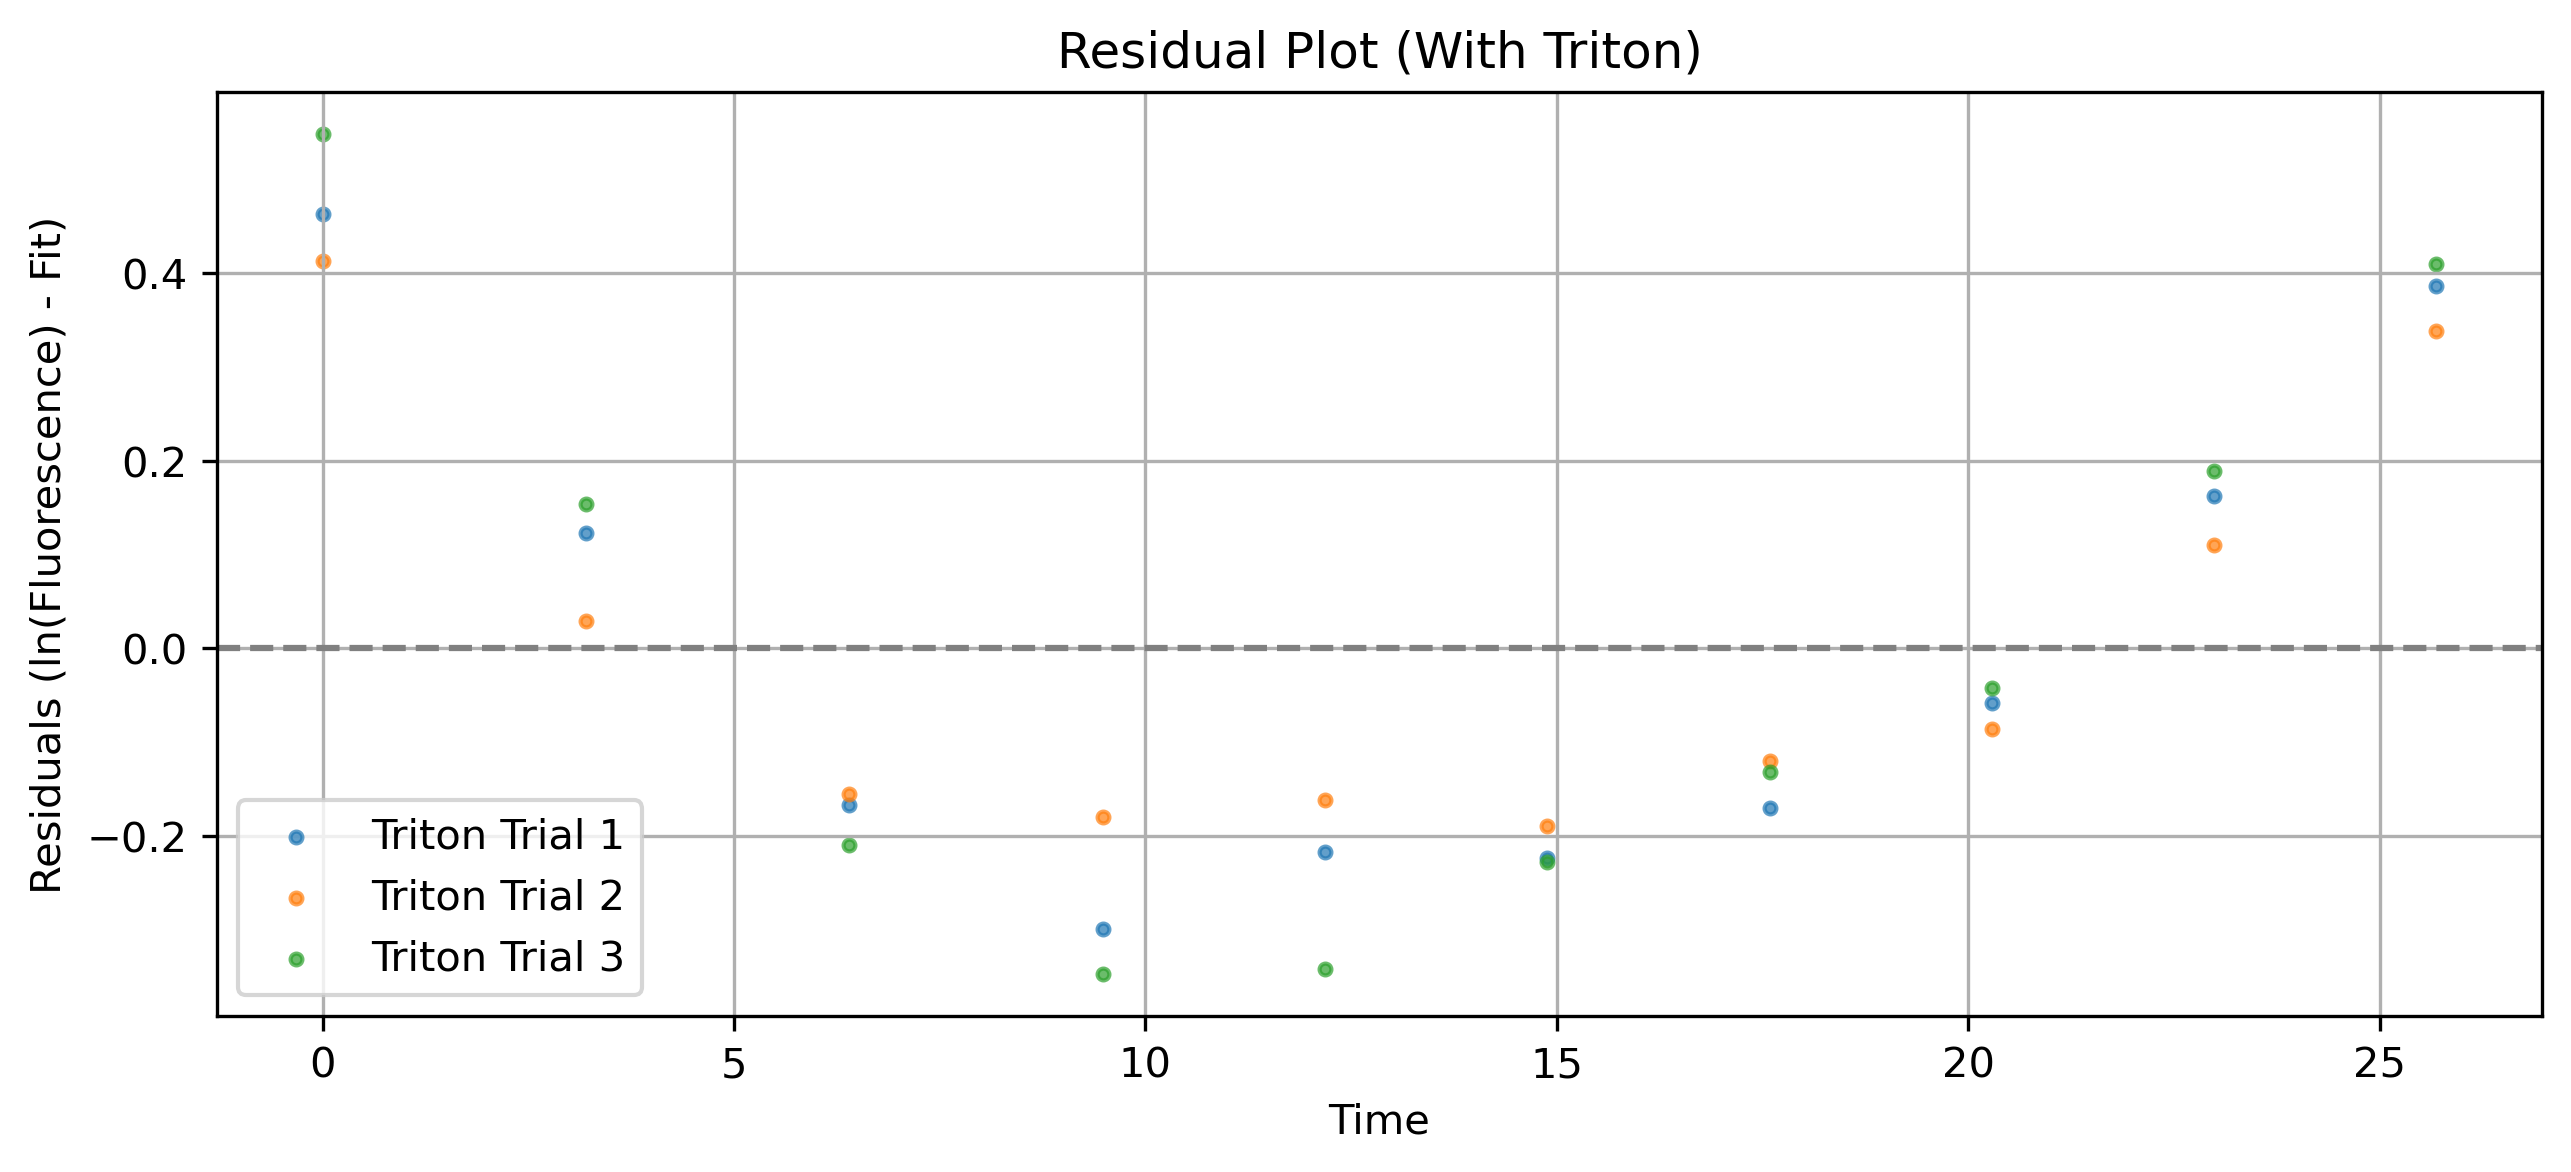 Residual Plot (With Triton)
Residuals (ln(Fluorescence) - Fit)
0.4
0.2
0.0
−0.2
Triton Trial 1
Triton Trial 2
Triton Trial 3
0 5 10 15 20 25
Time